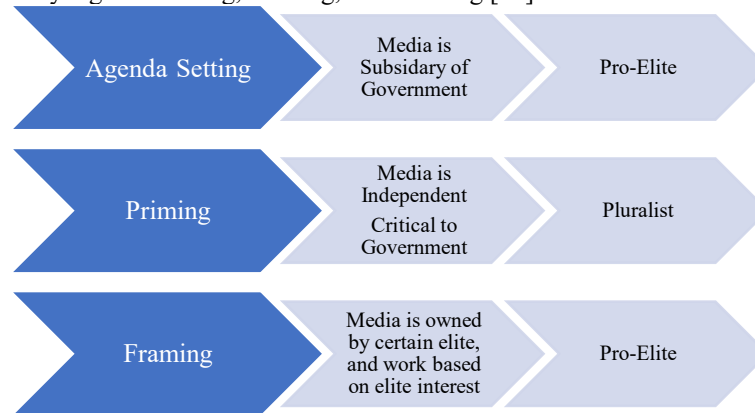 Agenda Setting
Media is
Subsidary of
Government
Pro-Elite
Priming
Media is
Independent
Critical to
Government
Pluralist
Framing
Media is owned
by certain elite,
and work based
on elite interest
Pro-Elite